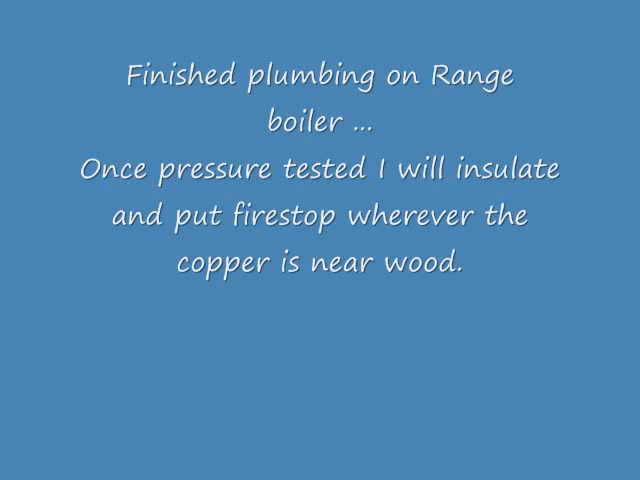 Finished plumbing on Range
boiler ...
Once pressure tested I will insulate
and put firestop wherever the
copper is near wood.